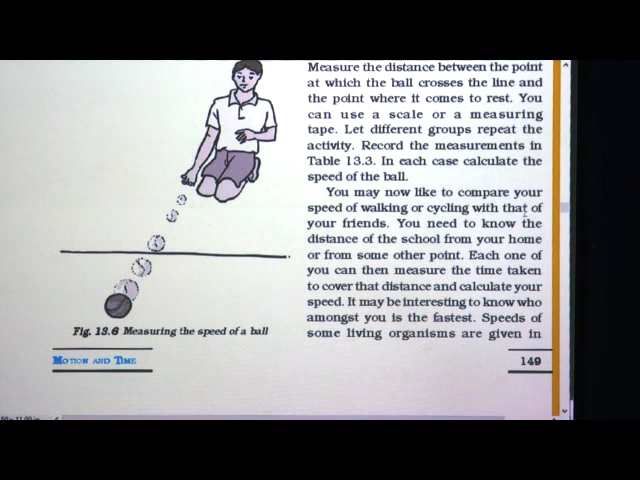 Measure the distance between the point
at which the ball crosses the line and
the point where it comes to rest. You
can use a scale or a measuring
tape. Let different groups repeat the
activity. Record the measurements in
Table 13.3. In each case calculate the
speed of the ball.
You may now like to compare your
speed of walking or cycling with that of
your friends. You need to know the
distance of the school from your home
or from some other point. Each one of
you can then measure the time taken
to cover that distance and calculate your
speed. It may be interesting to know who
amongst you is the fastest. Speeds of
some living organisms are given in
Fig. 13.6 Measuring the speed of a ball
MOTION AND TIME
149